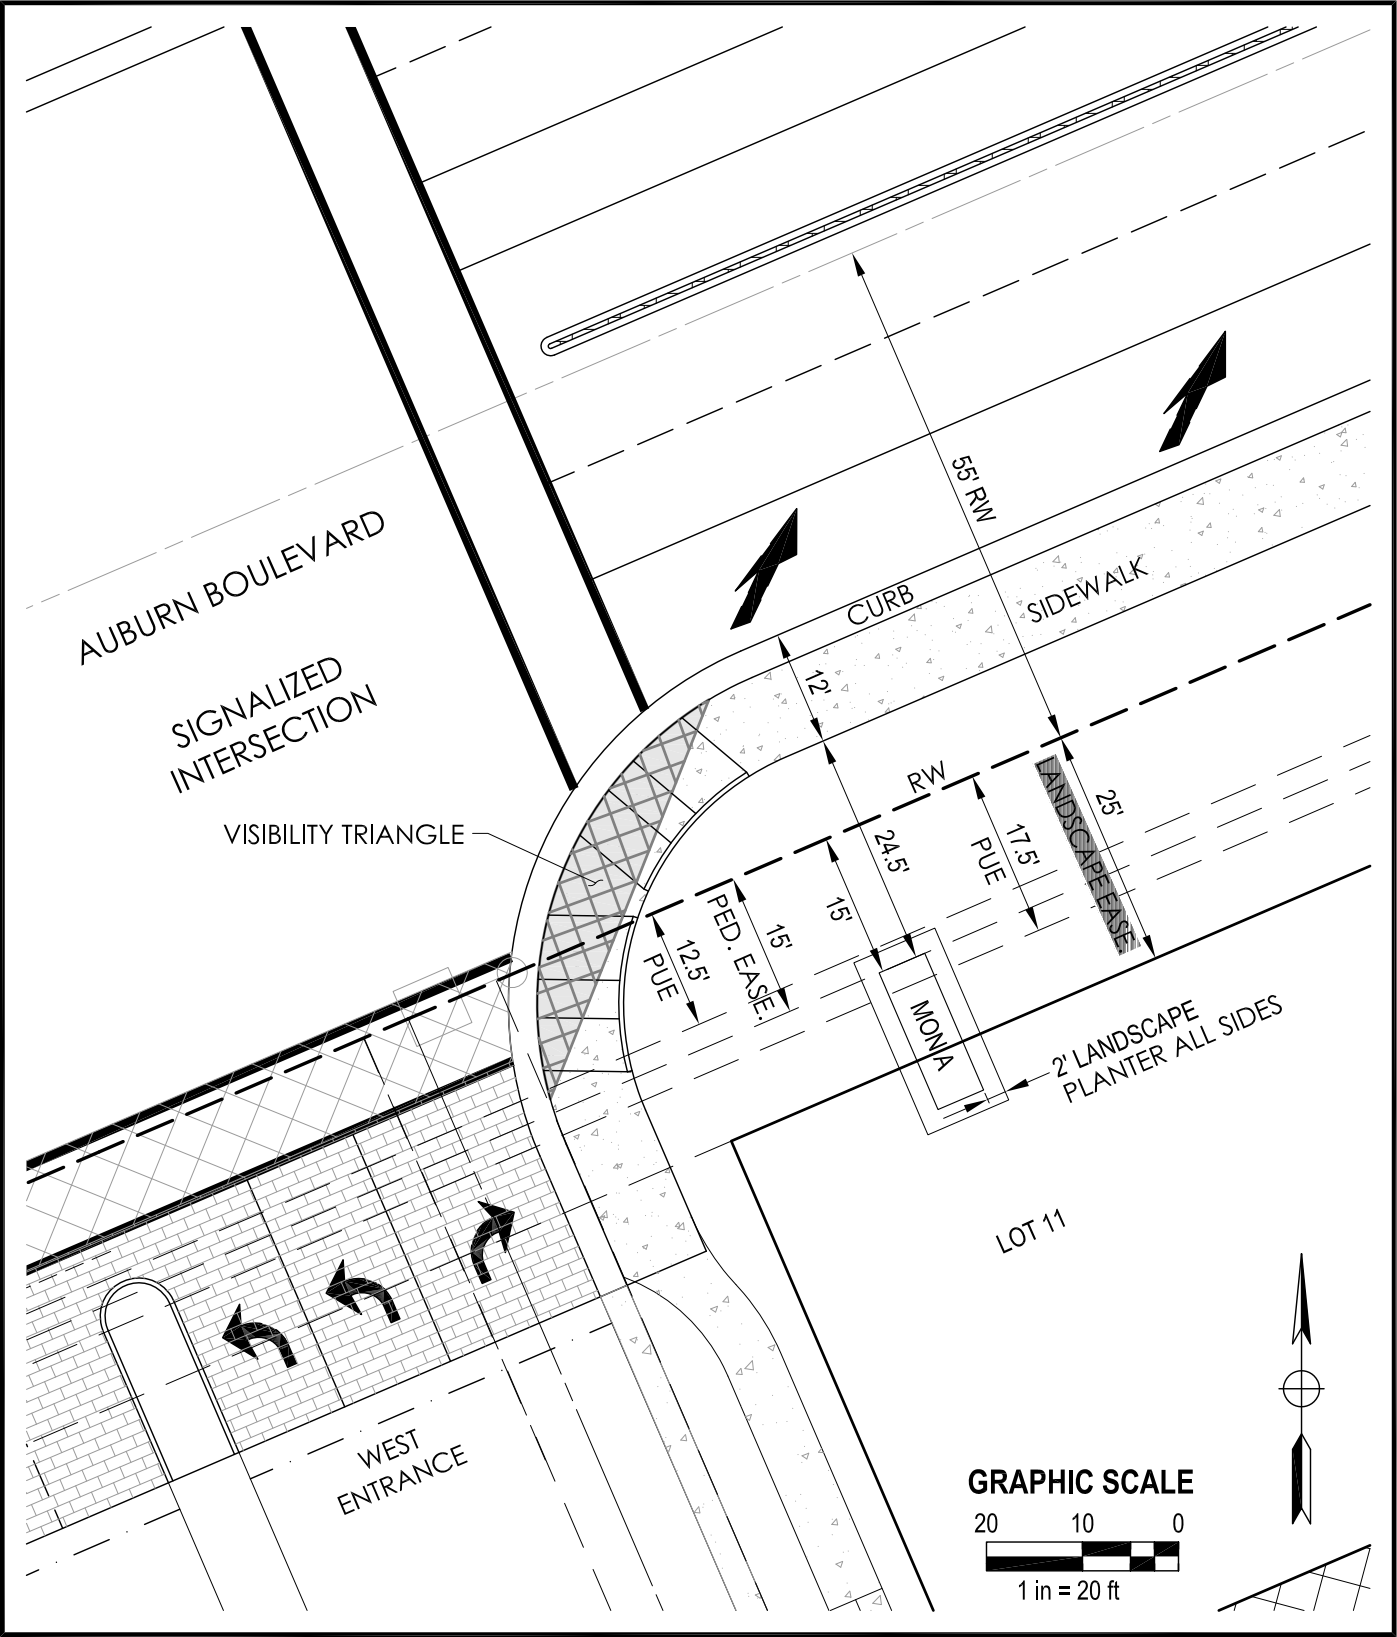 55' RW
AUBURN BOULEVARD
SIGNALIZED
INTERSECTION
CURB
SIDEWALK
12'
VISIBILITY TRIANGLE
RW
24.5'
17.5'
PUE
25'
LANDSCAPE EASE.
15'
15'
PED. EASE.
12.5'
PUE
MON A
2' LANDSCAPE
PLANTER ALL SIDES
LOT 11
WEST
ENTRANCE
GRAPHIC SCALE
20 10 0
1 in = 20 ft